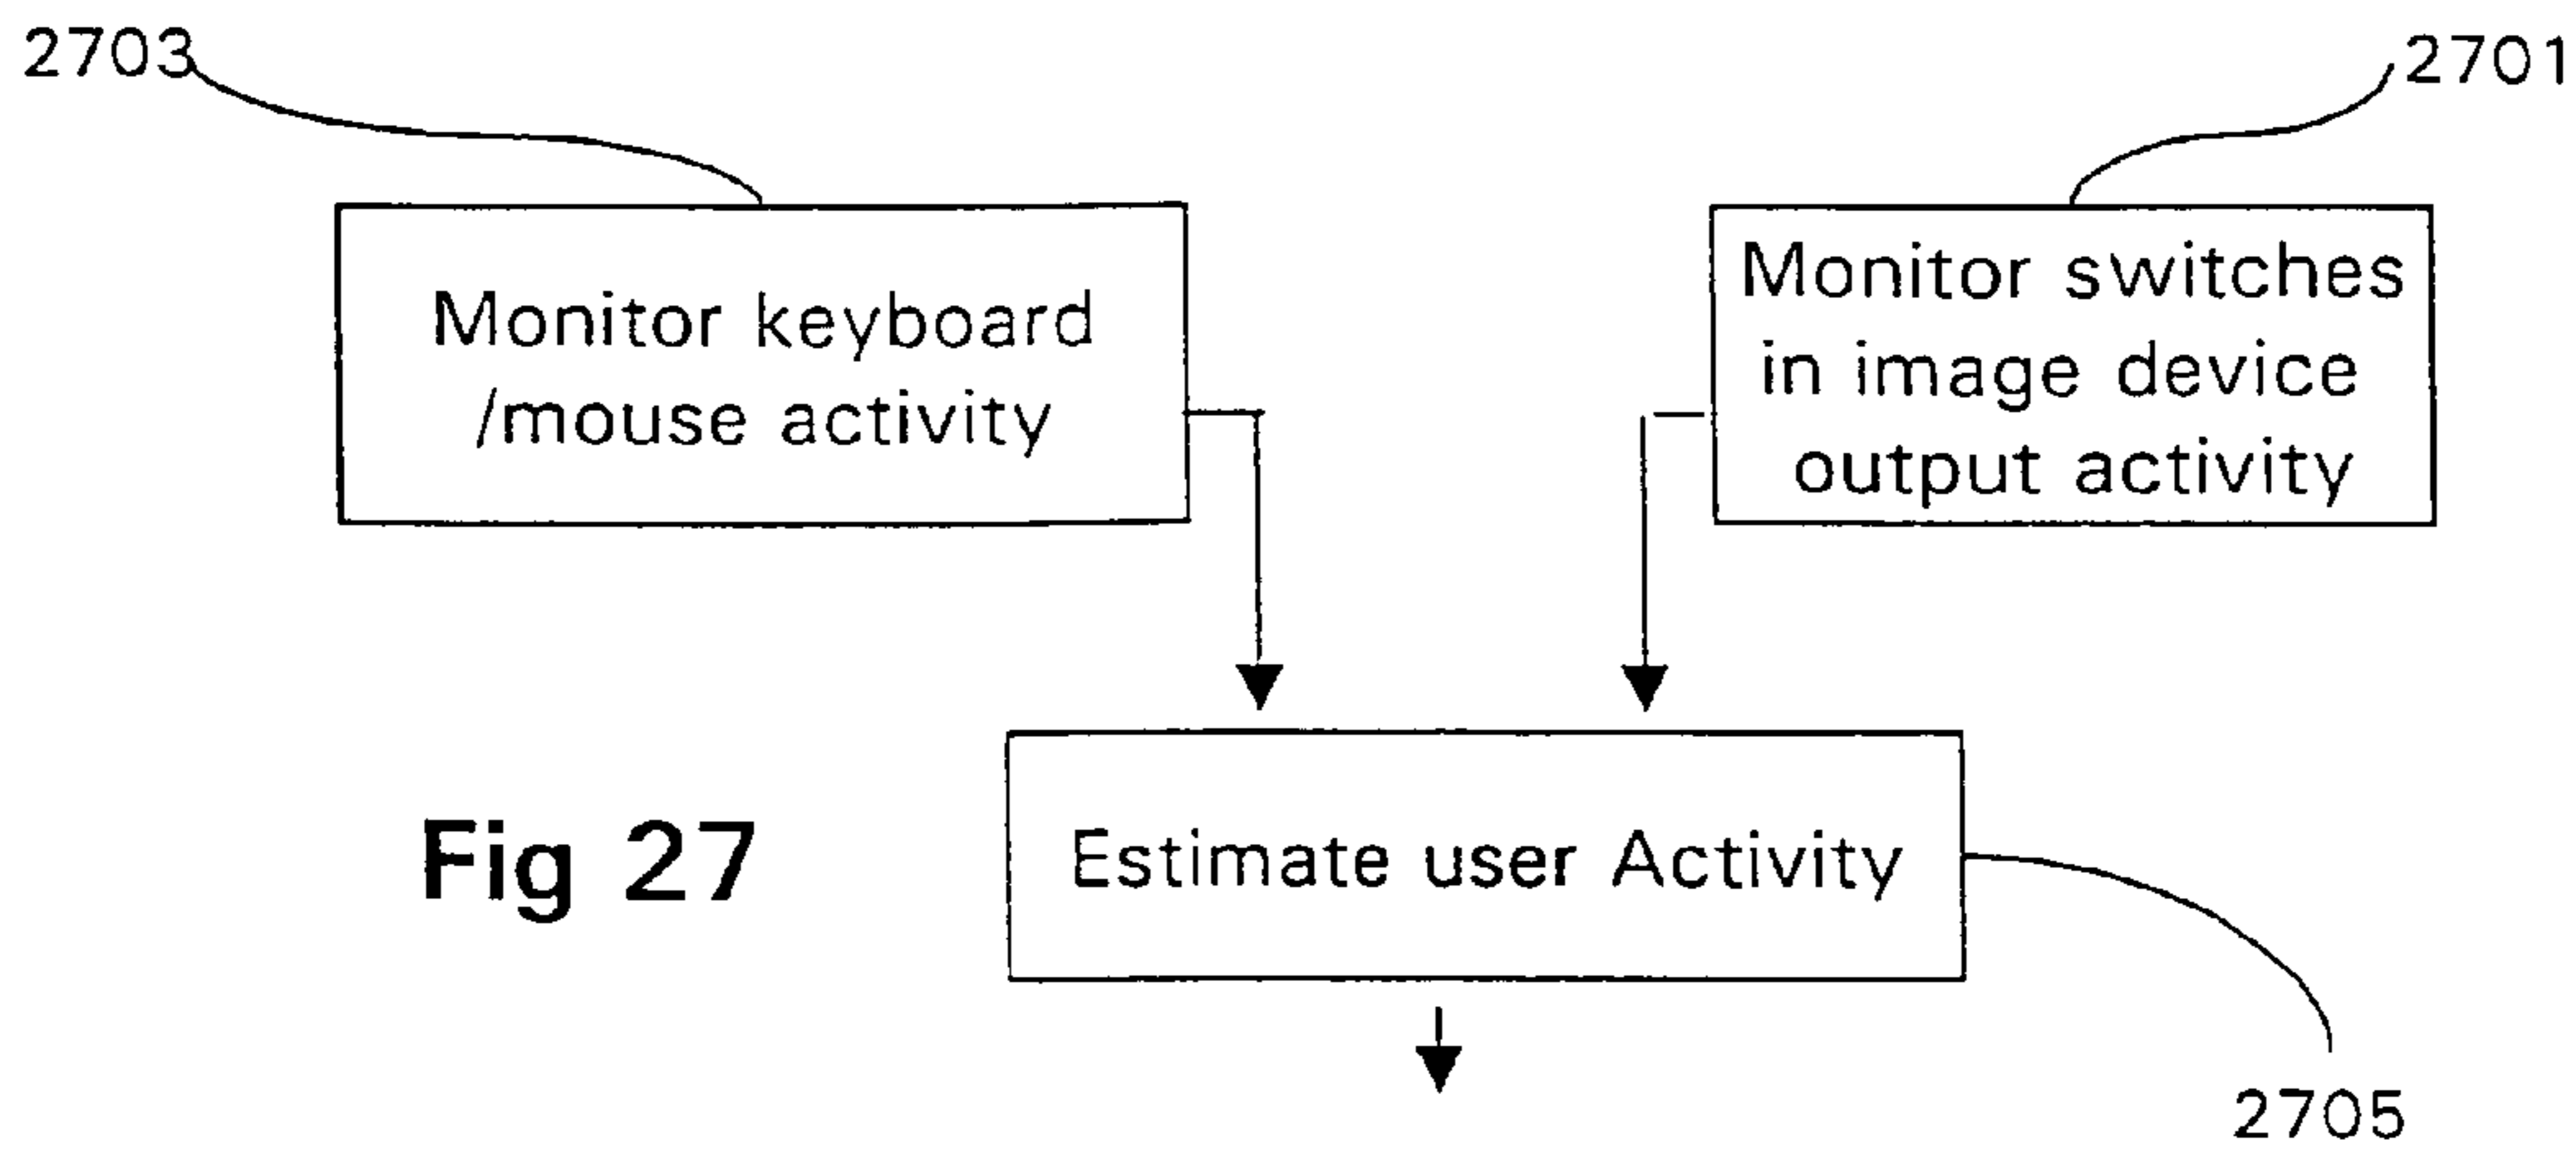 2703
2701
Monitor keyboard
/mouse activity
Monitor switches
in image device
output activity
Estimate user Activity
Fig 27
2705